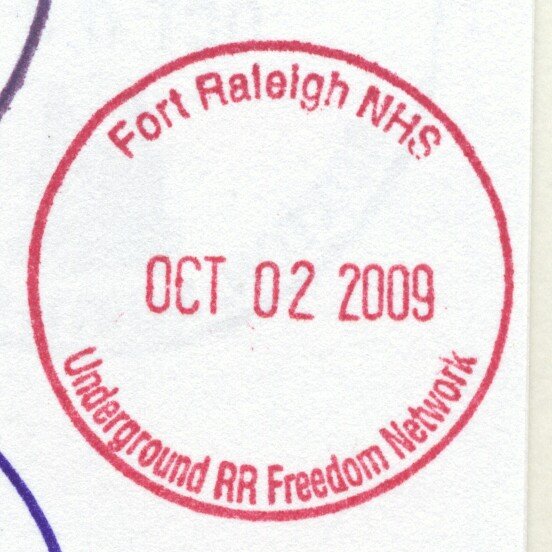 Fort Raleigh NHS
OCT 02 2009
Underground RR Freedom Network